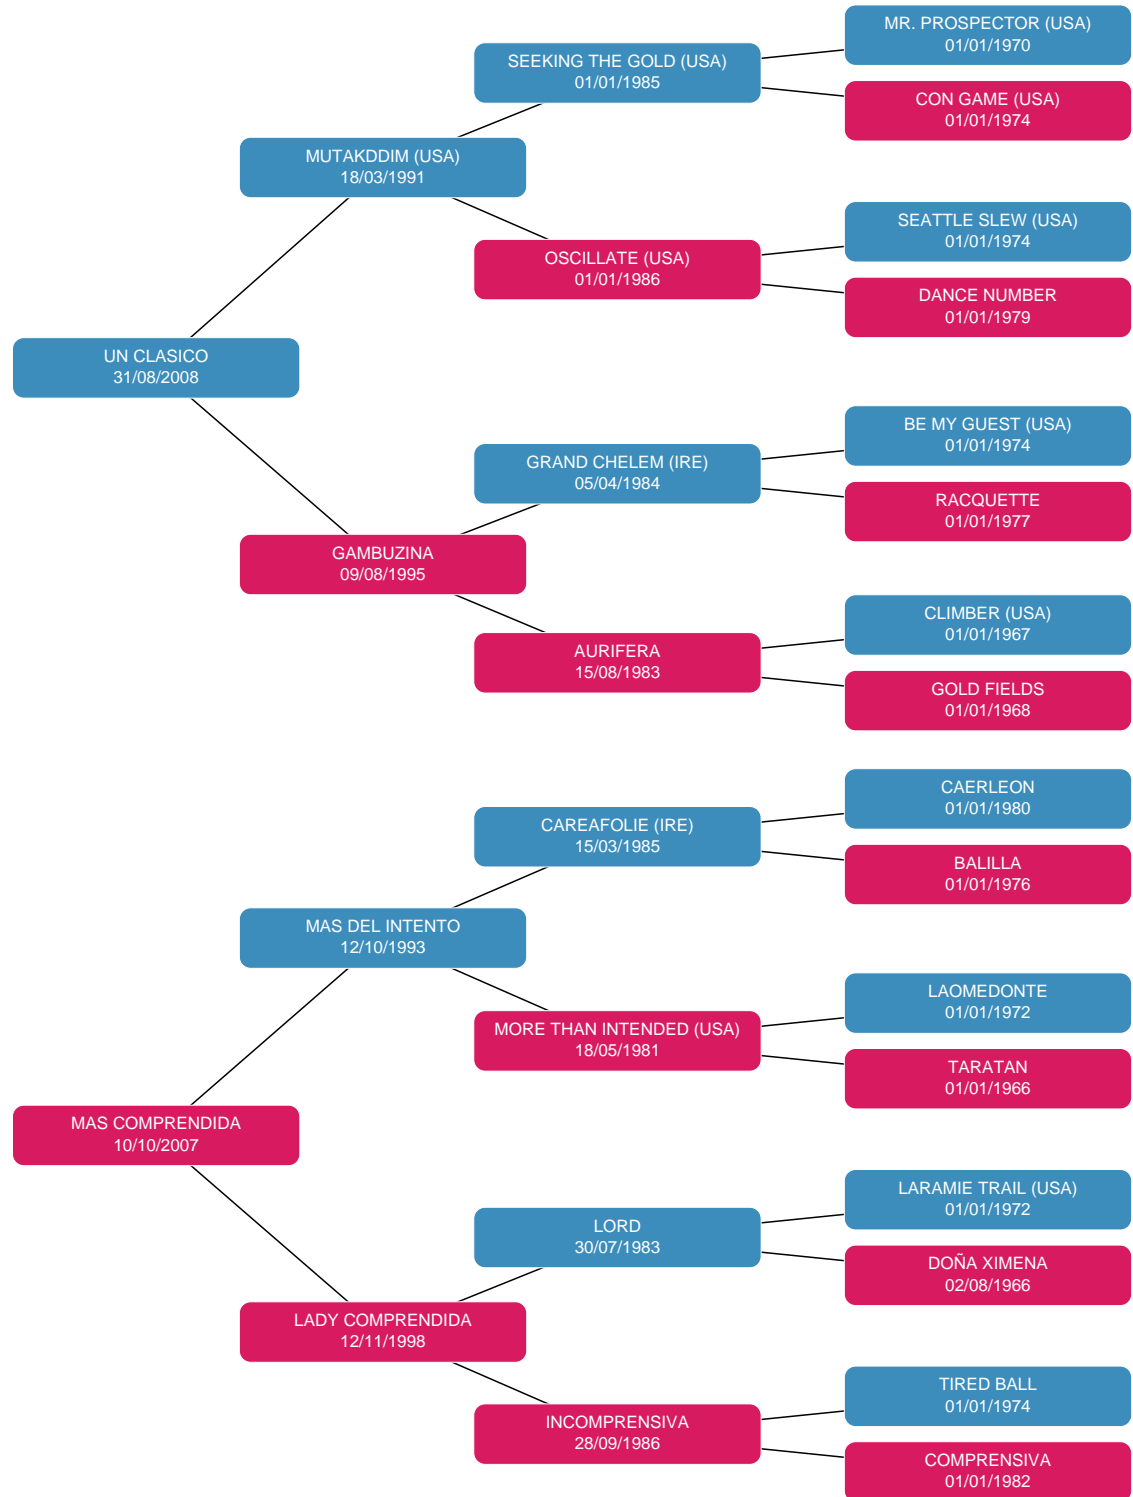 MR. PROSPECTOR (USA)
01/01/1970
SEEKING THE GOLD (USA)
01/01/1985
CON GAME (USA)
01/01/1974
MUTAKDDIM (USA)
18/03/1991
SEATTLE SLEW (USA)
01/01/1974
OSCILLATE (USA)
01/01/1986
DANCE NUMBER
01/01/1979
UN CLASICO
31/08/2008
BE MY GUEST (USA)
01/01/1974
GRAND CHELEM (IRE)
05/04/1984
RACQUETTE
01/01/1977
GAMBUZINA
09/08/1995
CLIMBER (USA)
01/01/1967
AURIFERA
15/08/1983
GOLD FIELDS
01/01/1968
CAERLEON
01/01/1980
CAREAFOLIE (IRE)
15/03/1985
BALILLA
01/01/1976
MAS DEL INTENTO
12/10/1993
LAOMEDONTE
01/01/1972
MORE THAN INTENDED (USA)
18/05/1981
TARATAN
01/01/1966
MAS COMPRENDIDA
10/10/2007
LARAMIE TRAIL (USA)
01/01/1972
LORD
30/07/1983
DOÑA XIMENA
02/08/1966
LADY COMPRENDIDA
12/11/1998
TIRED BALL
01/01/1974
INCOMPRENSIVA
28/09/1986
COMPRENSIVA
01/01/1982